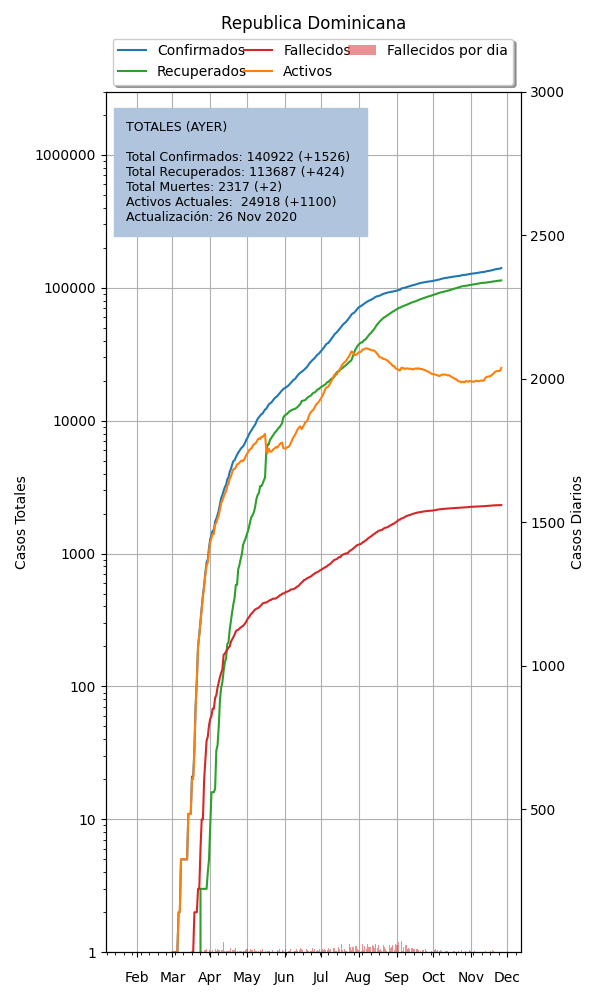 Republica Dominicana
Confirmados
Recuperados
Fallecidos
Activos
Fallecidos por dia
TOTALES (AYER)
Total Confirmados: 140922 (+1526)
Total Recuperados: 113687 (+424)
Total Muertes: 2317 (+2)
Activos Actuales:  24918 (+1100)
Actualización: 26 Nov 2020
Casos Totales
1000000
100000
10000
1000
100
10
1
Casos Diarios
3000
2500
2000
1500
1000
500
Feb Mar Apr May Jun Jul Aug Sep Oct Nov Dec